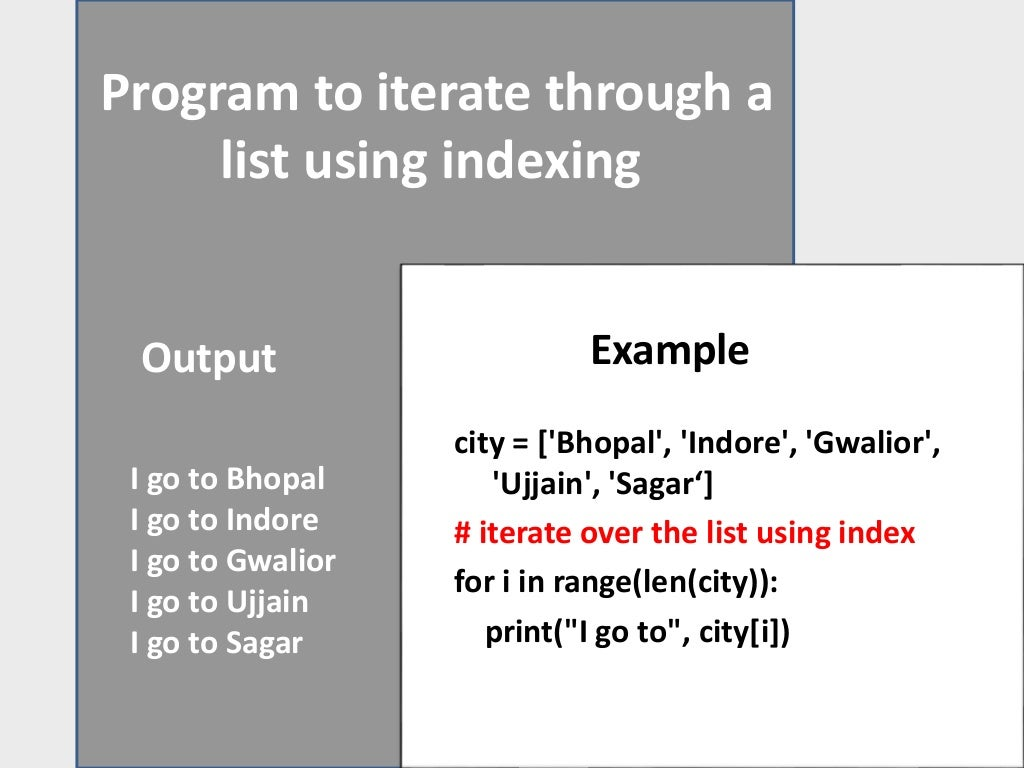 Program to iterate through a
list using indexing
Output
I go to Bhopal
I go to Indore
I go to Gwalior
I go to Ujjain
I go to Sagar
Example
city = ['Bhopal', 'Indore', 'Gwalior',
'Ujjain', 'Sagar‘]
# iterate over the list using index
for i in range(len(city)):
print("I go to", city[i])